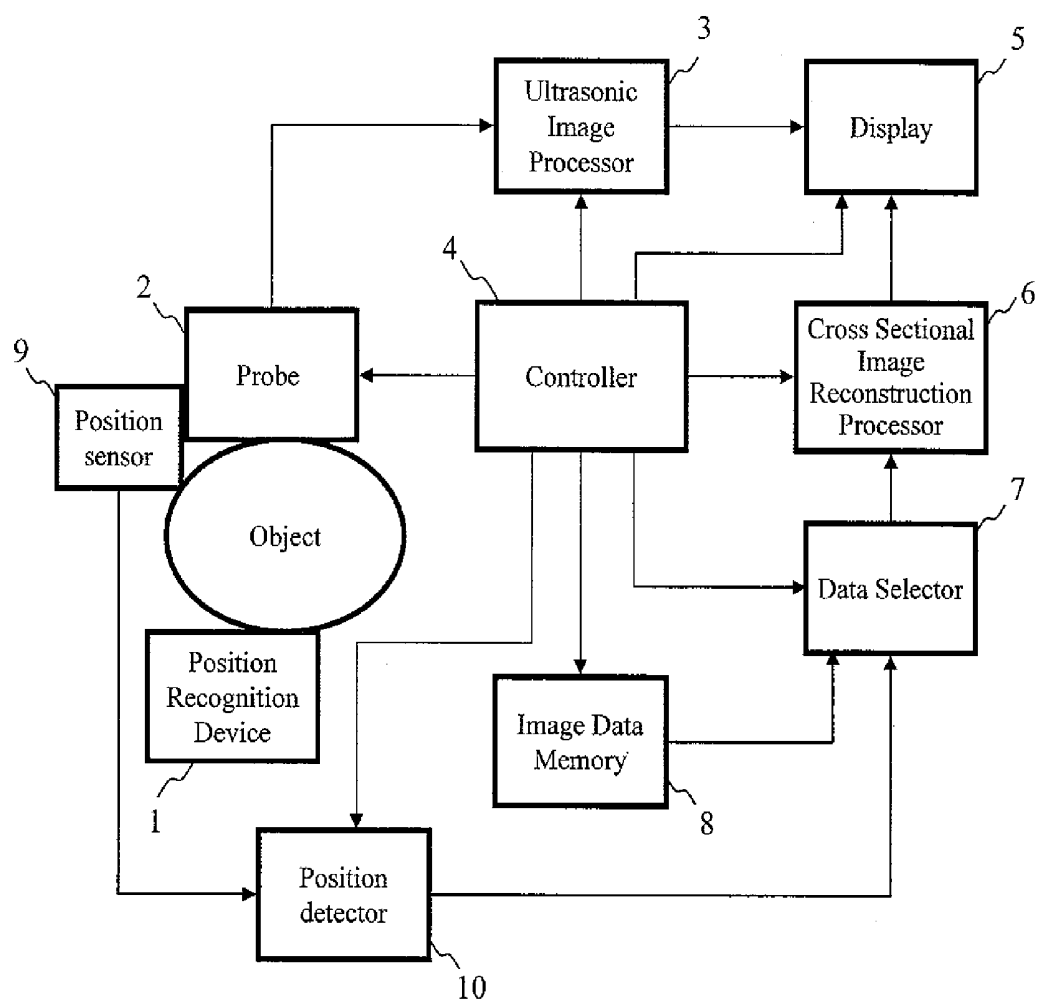 3
5
Ultrasonic
Image
Processor
Display
4
2
6
9
Probe
Controller
Cross Sectional
Image
Reconstruction
Processor
Position
sensor
7
Object
Data Selector
Position
Recognition
Device
Image Data
Memory
1
8
Position
detector
10